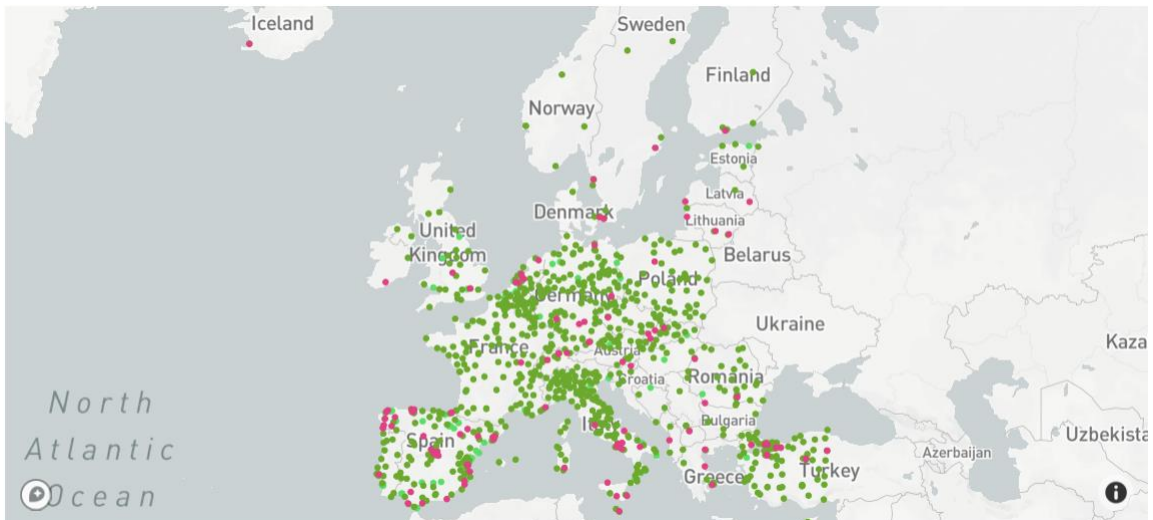 Iceland
Sweden
Finland
Norway
Estonia
Latvia
Denmark
Lithuania
United
Kingdom
Belarus
Poland
Germany
Ukraine
Kaza
France
Austria
Croatia
Romania
North
Atlantic
Ocean
Bulgaria
It
Spain
Uzbekista
Azerbaijan
Greece
Turkey
i